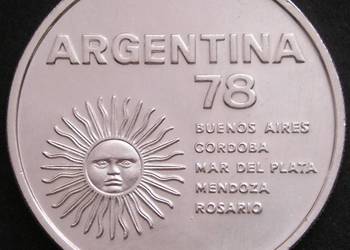 ARGENTINA
78
BUENOS AIRES
CORDOBA
MAR DEL PLATA
MENDOZA
ROSARIO